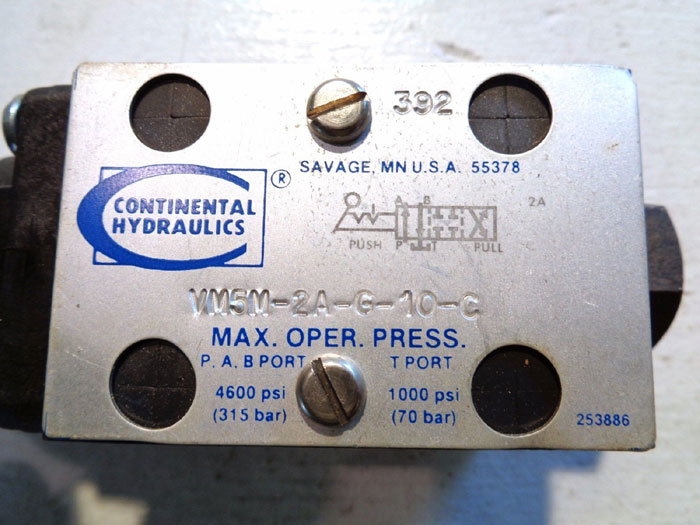 392
SAVAGE, MN U.S.A. 55378
®
CONTINENTAL
HYDRAULICS
A B
2A
PUSH P T PULL
VM5M-2A-G-10-C
MAX. OPER. PRESS.
P. A. B PORT T PORT
4600 psi 1000 psi
(315 bar) (70 bar)
253886